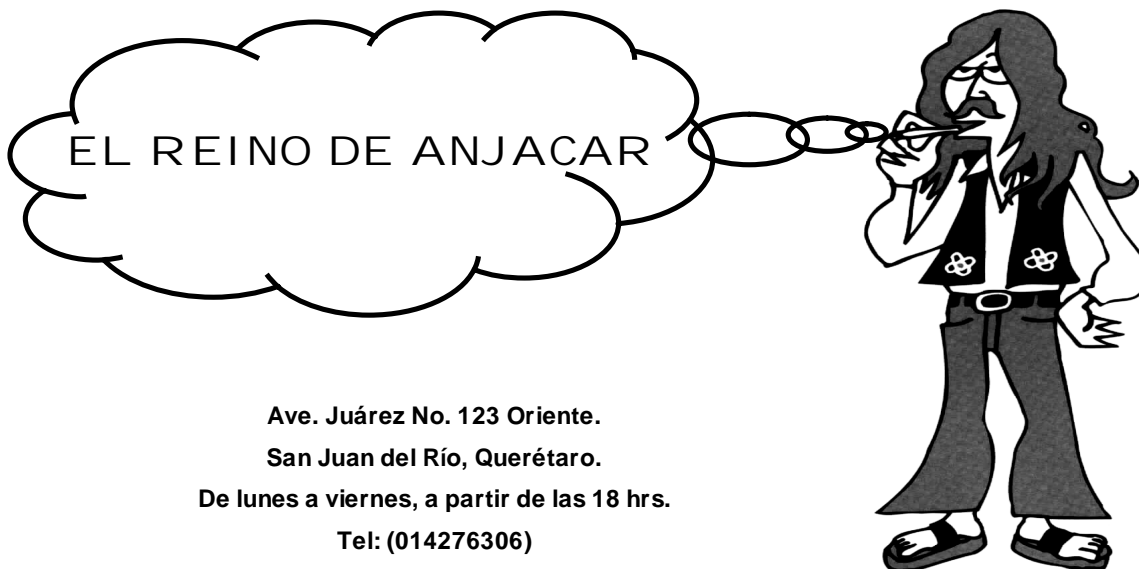 EL REINO DE ANJACAR
Ave. Juárez No. 123 Oriente.
San Juan del Río, Querétaro.
De lunes a viernes, a partir de las 18 hrs.
Tel: (014276306)